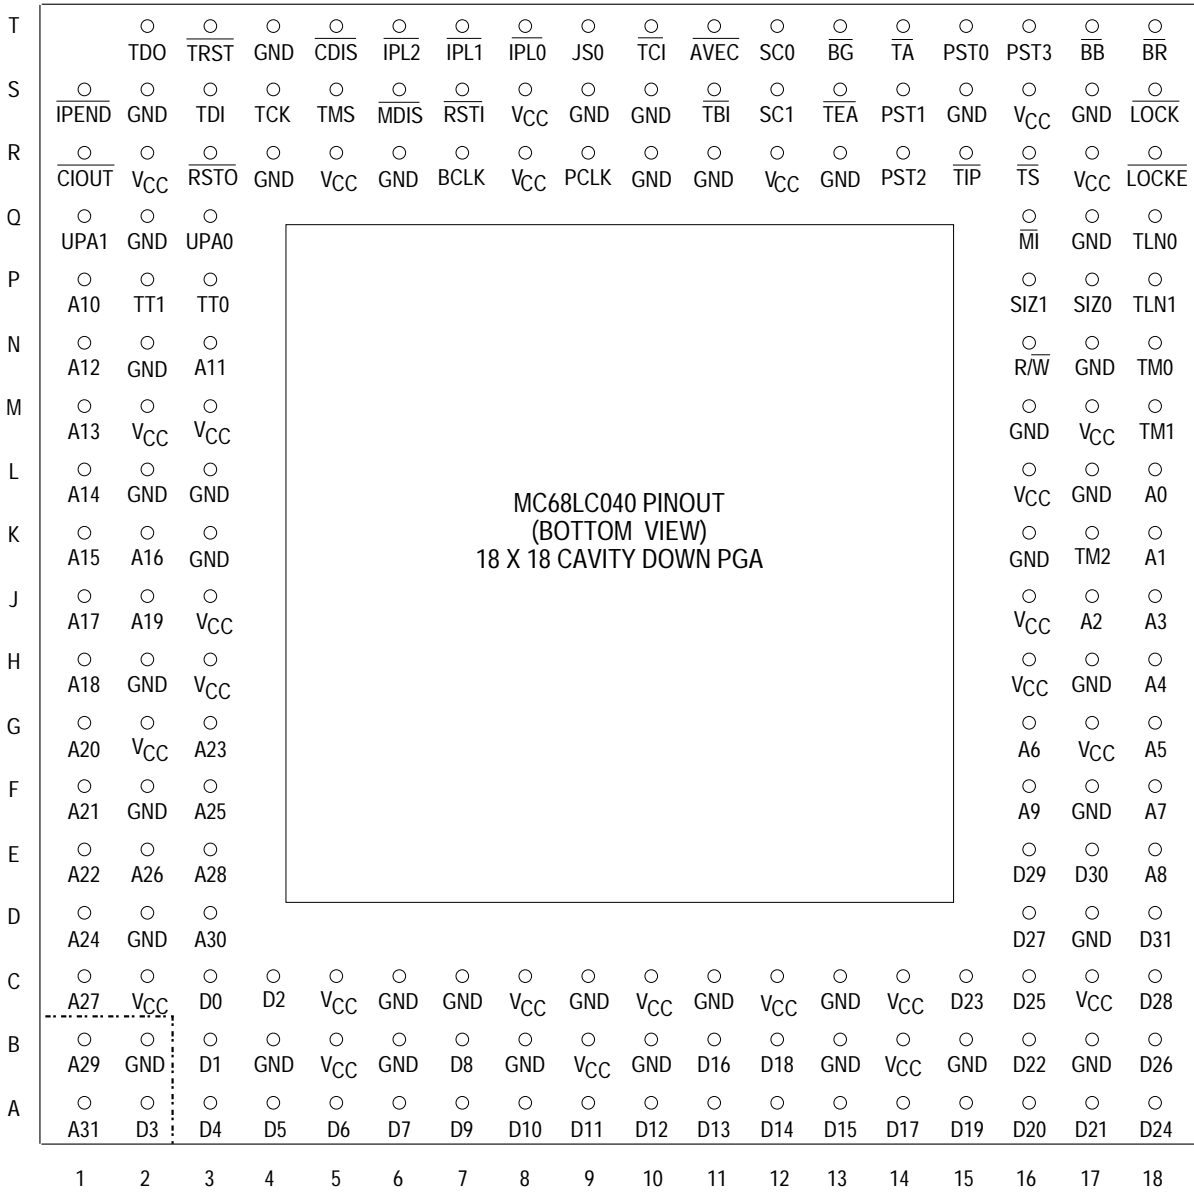 T
TDO TRST GND CDIS IPL2 IPL1 IPL0 JS0 TCI AVEC SC0 BG TA PST0 PST3 BB BR
S
IPEND GND TDI TCK TMS MDIS RSTI VCC GND GND TBI SC1 TEA PST1 GND VCC GND LOCK
R
CIOUT VCC RSTO GND VCC GND BCLK VCC PCLK GND GND VCC GND PST2 TIP TS VCC LOCKE
Q
UPA1 GND UPA0 MI GND TLN0
P
A10 TT1 TT0 SIZ1 SIZ0 TLN1
N
A12 GND A11 R/W GND TM0
M
A13 VCC VCC GND VCC TM1
L
A14 GND GND VCC GND A0
MC68LC040 PINOUT
(BOTTOM VIEW)
18 X 18 CAVITY DOWN PGA
K
A15 A16 GND GND TM2 A1
J
A17 A19 VCC VCC A2 A3
H
A18 GND VCC VCC GND A4
G
A20 VCC A23 A6 VCC A5
F
A21 GND A25 A9 GND A7
E
A22 A26 A28 D29 D30 A8
D
A24 GND A30 D27 GND D31
C
A27 VCC D0 D2 VCC GND GND VCC GND VCC GND VCC GND VCC D23 D25 VCC D28
B
A29 GND D1 GND VCC GND D8 GND VCC GND D16 D18 GND VCC GND D22 GND D26
A
A31 D3 D4 D5 D6 D7 D9 D10 D11 D12 D13 D14 D15 D17 D19 D20 D21 D24
1 2 3 4 5 6 7 8 9 10 11 12 13 14 15 16 17 18